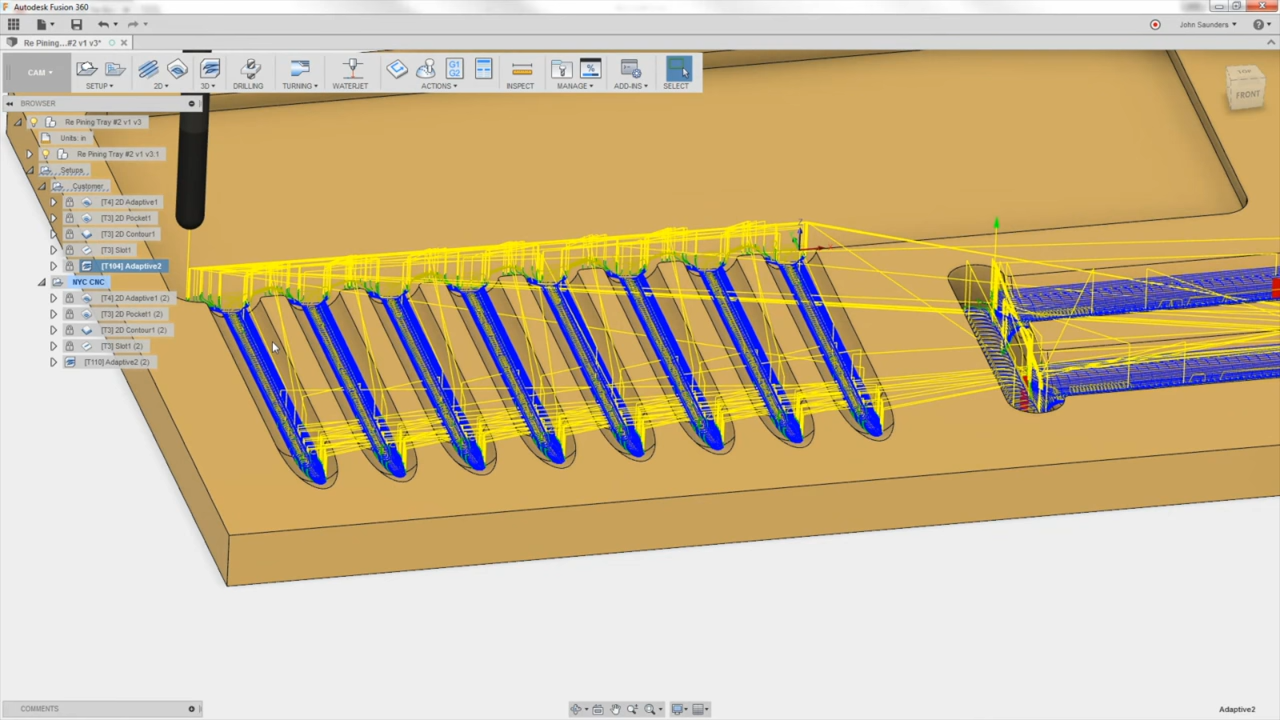 Autodesk Fusion 360
John Saunders
Re Pining...#2 v1 v3*
CAM
SETUP
2D
3D
DRILLING
TURNING
WATERJET
G1
G2
ACTIONS
INSPECT
MANAGE
ADD-INS
SELECT
BROWSER
FRONT
Re Pining Tray #2 v1 v3
Units: in
Re Pining Tray #2 v1 v3:1
Setups
Customer
[T4] 2D Adaptive1
[T3] 2D Pocket1
[T3] 2D Contour1
[T3] Slot1
[T104] Adaptive2
NYC CNC
[T4] 2D Adaptive1 (2)
[T3] 2D Pocket1 (2)
[T3] 2D Contour1 (2)
[T3] Slot1 (2)
[T110] Adaptive2 (2)
COMMENTS
Adaptive2